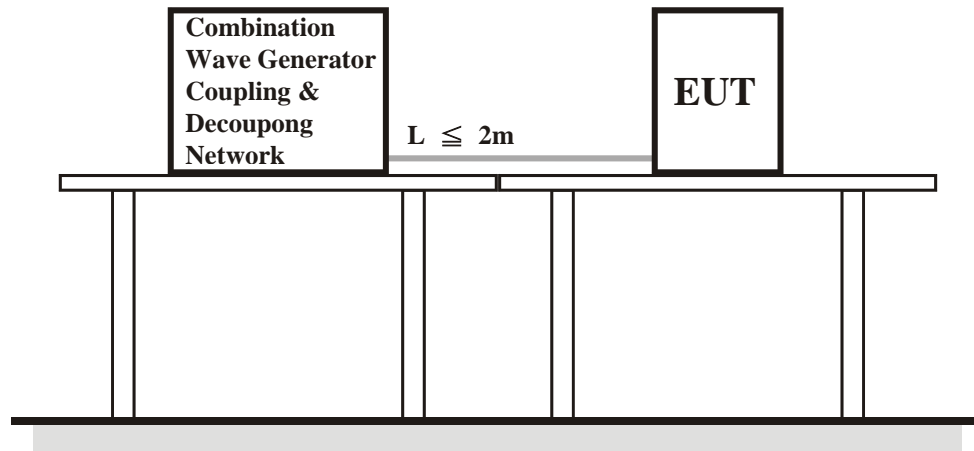 Combination
Wave Generator
Coupling &
Decoupong
Network
L ≦ 2m
EUT